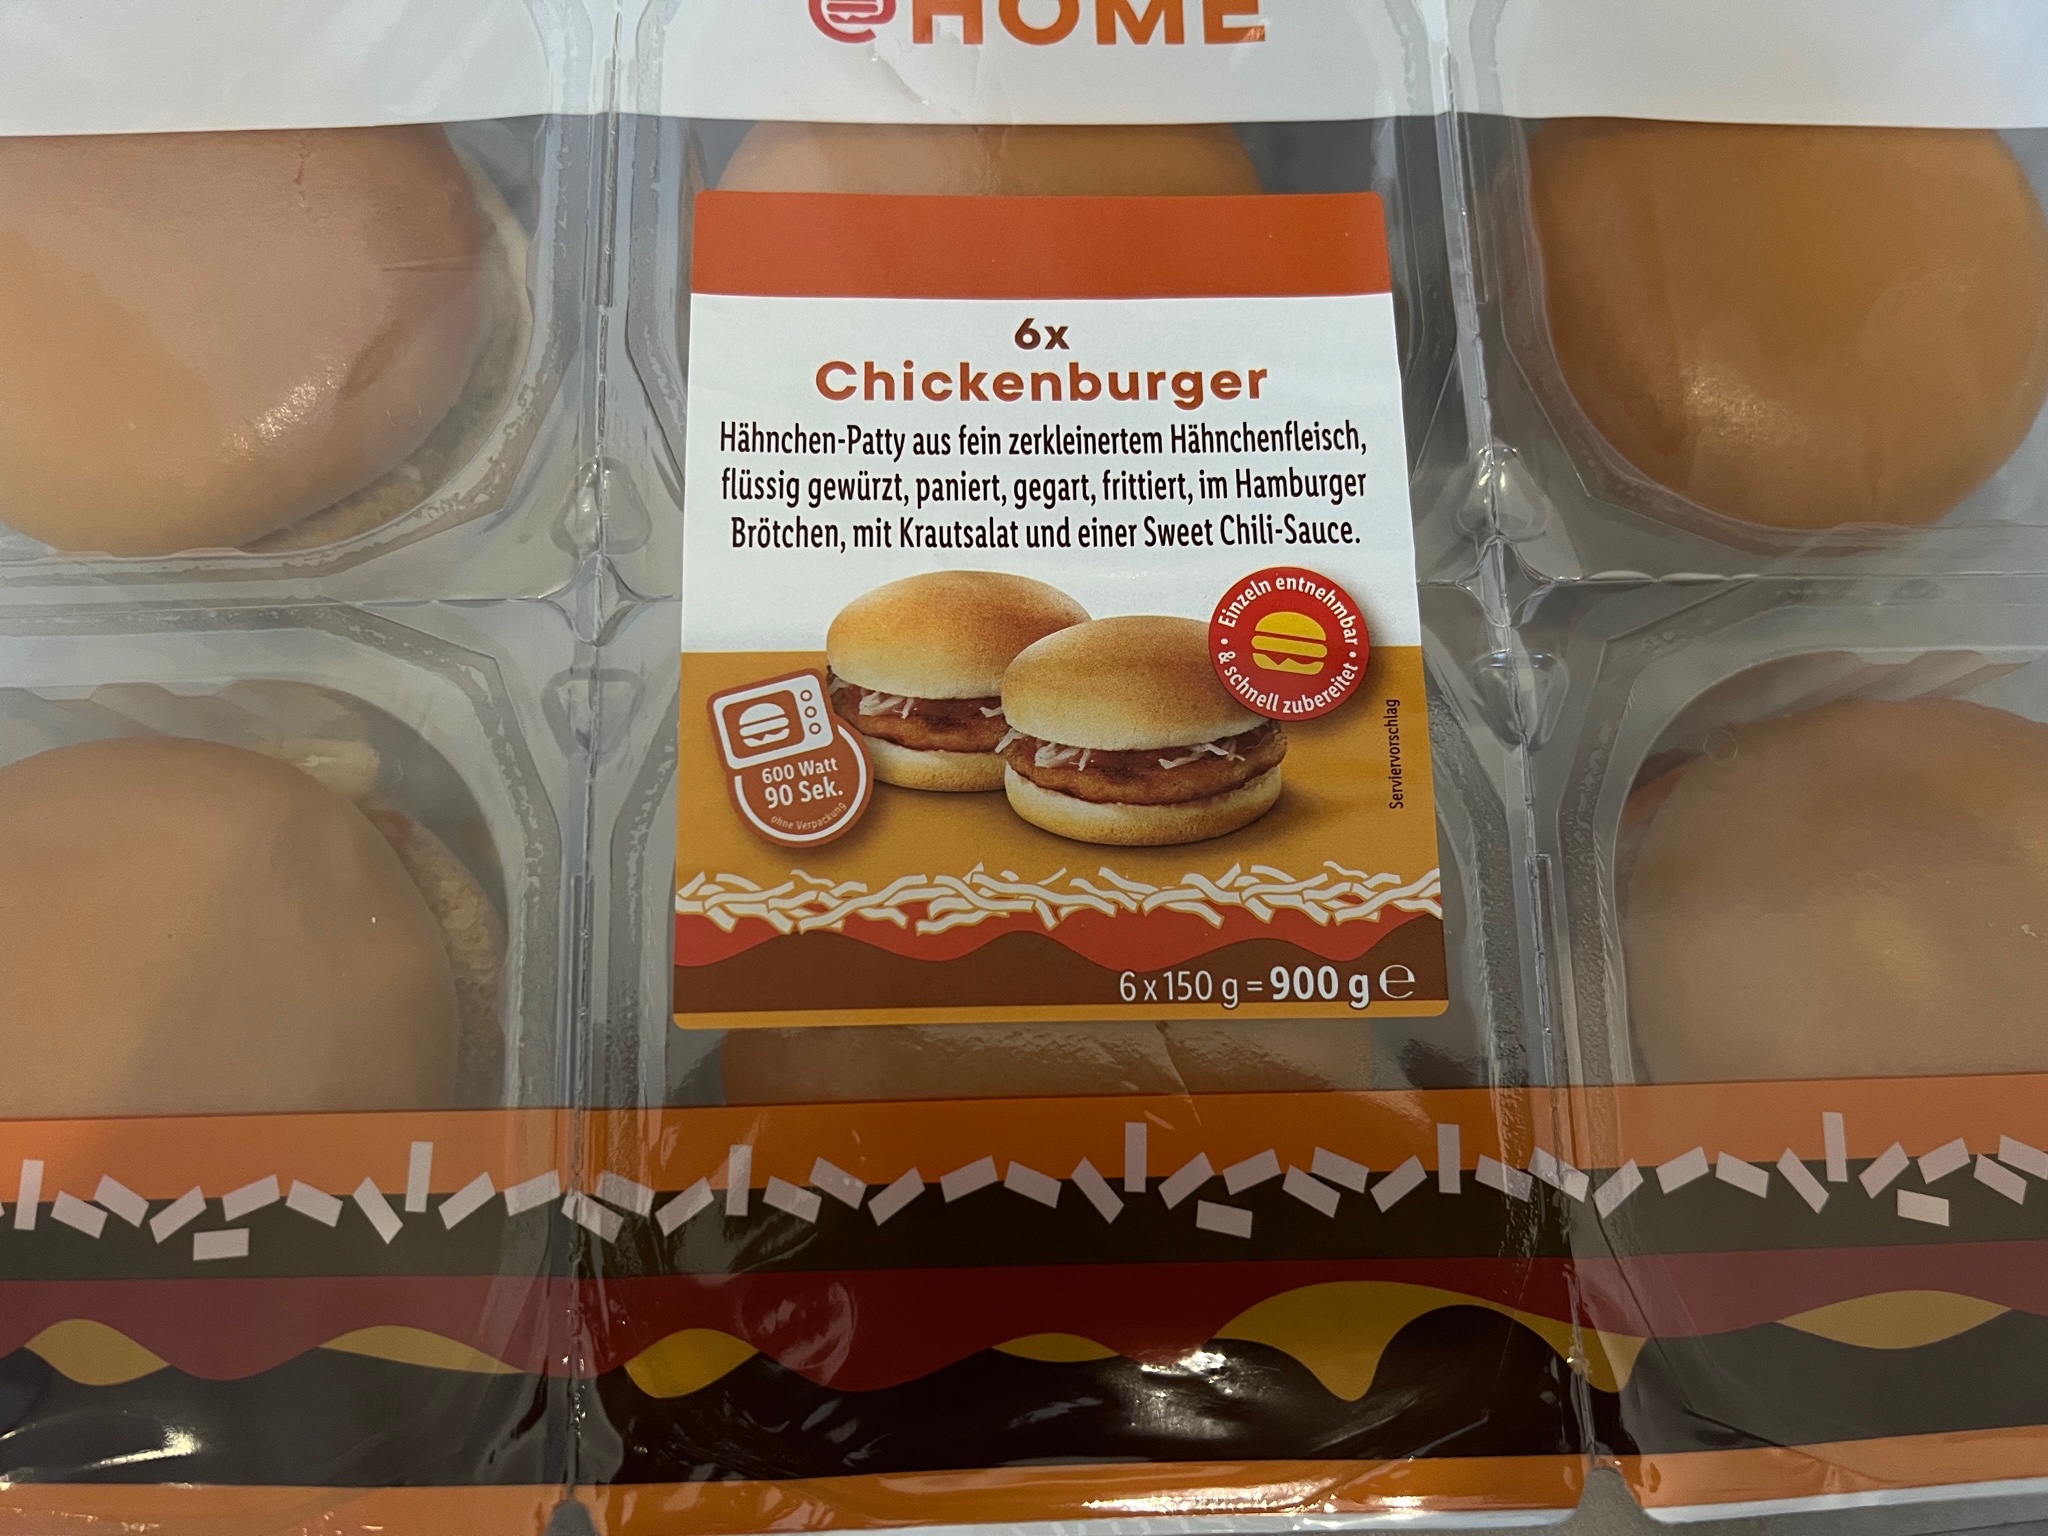 @HOME
6x
Chickenburger
Hähnchen-Patty aus fein zerkleinertem Hähnchenfleisch,
flüssig gewürzt, paniert, gegart, frittiert, im Hamburger
Brötchen, mit Krautsalat und einer Sweet Chili-Sauce.
• Einzeln entnehmbar •
& schnell zubereitet
600 Watt
90 Sek.
ohne Verpackung
Serviervorschlag
6 x 150 g = 900 g ℮